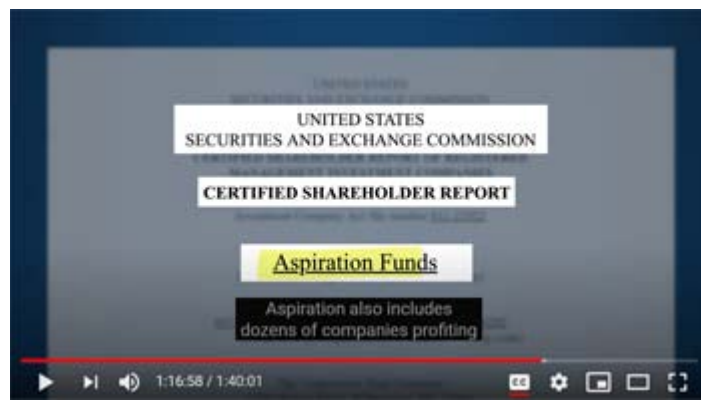 UNITED STATES
SECURITIES AND EXCHANGE COMMISSION
CERTIFIED SHAREHOLDER REPORT
Aspiration Funds
Aspiration also includes
dozens of companies profiting
1:16:58 / 1:40:01
CC